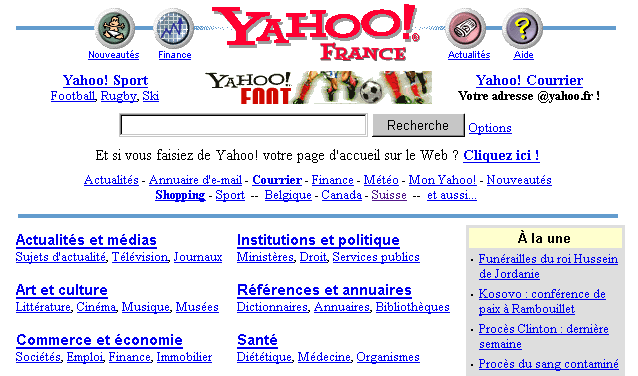 YAHOO!
FRANCE
Nouveautés Finance Actualités Aide
Yahoo! Sport
Football, Rugby, Ski
YAHOO!
FOOT
Yahoo! Courrier
Votre adresse @yahoo.fr !
Recherche Options
Et si vous faisiez de Yahoo! votre page d'accueil sur le Web ? Cliquez ici !
Actualités - Annuaire d'e-mail - Courrier - Finance - Météo - Mon Yahoo! - Nouveautés
Shopping - Sport -- Belgique - Canada - Suisse -- et aussi...
Actualités et médias
Sujets d'actualité, Télévision, Journaux
Institutions et politique
Ministères, Droit, Services publics
Art et culture
Littérature, Cinéma, Musique, Musées
Références et annuaires
Dictionnaires, Annuaires, Bibliothèques
Commerce et économie
Sociétés, Emploi, Finance, Immobilier
Santé
Diététique, Médecine, Organismes
À la une
· Funérailles du roi Hussein
de Jordanie
· Kosovo : conférence de
paix à Rambouillet
· Procès Clinton : dernière
semaine
· Procès du sang contaminé